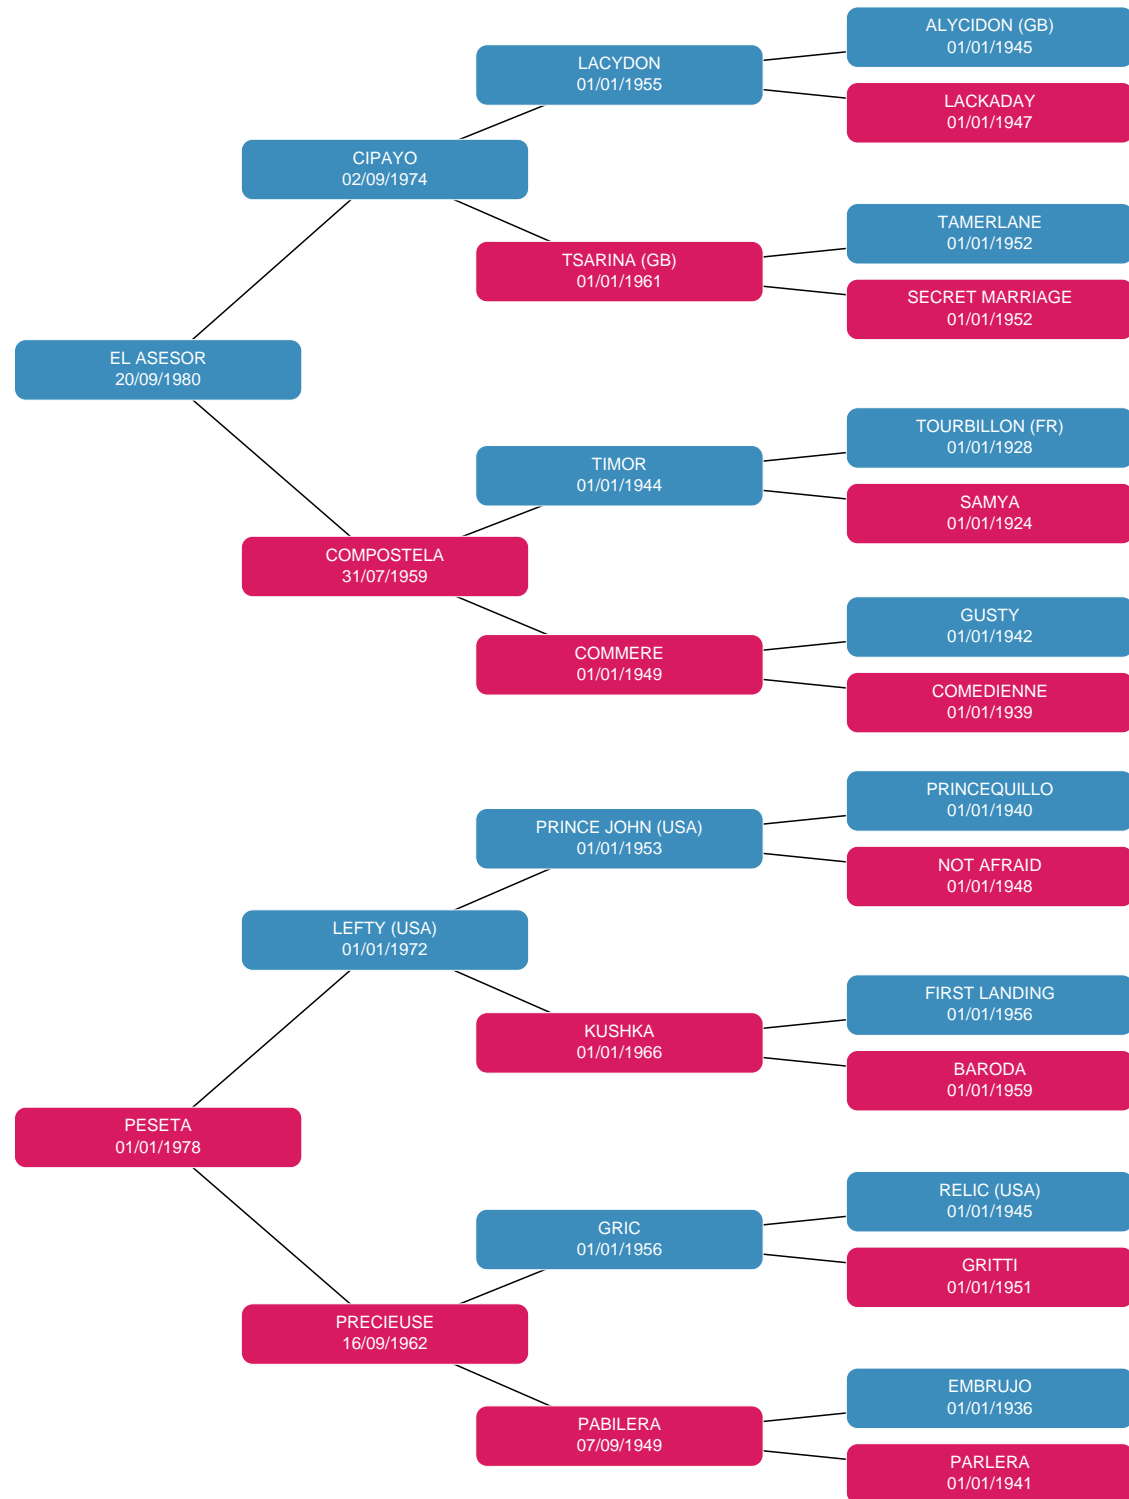 ALYCIDON (GB)
01/01/1945
LACYDON
01/01/1955
LACKADAY
01/01/1947
CIPAYO
02/09/1974
TAMERLANE
01/01/1952
TSARINA (GB)
01/01/1961
SECRET MARRIAGE
01/01/1952
EL ASESOR
20/09/1980
TOURBILLON (FR)
01/01/1928
TIMOR
01/01/1944
SAMYA
01/01/1924
COMPOSTELA
31/07/1959
GUSTY
01/01/1942
COMMERE
01/01/1949
COMEDIENNE
01/01/1939
PRINCEQUILLO
01/01/1940
PRINCE JOHN (USA)
01/01/1953
NOT AFRAID
01/01/1948
LEFTY (USA)
01/01/1972
FIRST LANDING
01/01/1956
KUSHKA
01/01/1966
BARODA
01/01/1959
PESETA
01/01/1978
RELIC (USA)
01/01/1945
GRIC
01/01/1956
GRITTI
01/01/1951
PRECIEUSE
16/09/1962
EMBRUJO
01/01/1936
PABILERA
07/09/1949
PARLERA
01/01/1941